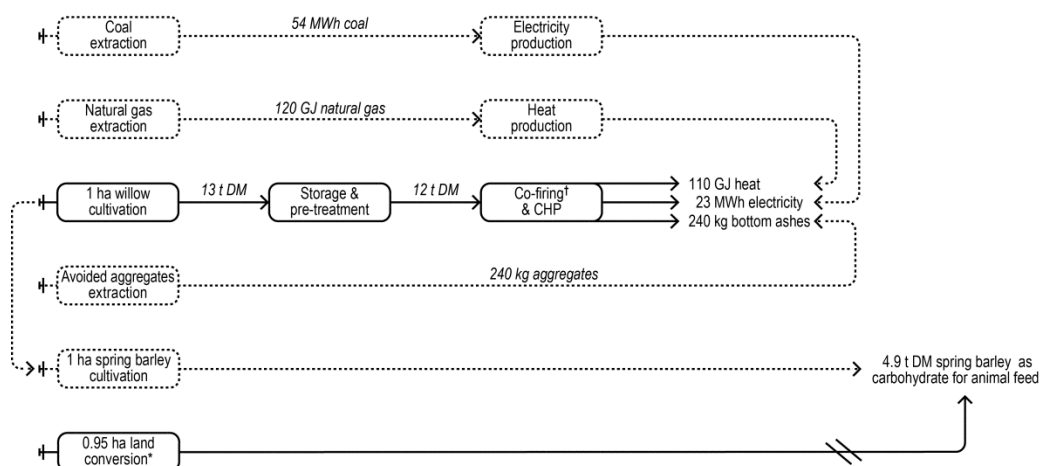 Coal
extraction
54 MWh coal
Electricity
production
Natural gas
extraction
120 GJ natural gas
Heat
production
1 ha willow
cultivation
13 t DM
Storage &
pre-treatment
12 t DM
Co-firing†
& CHP
110 GJ heat
23 MWh electricity
240 kg bottom ashes
Avoided aggregates
extraction
240 kg aggregates
1 ha spring barley
cultivation
4.9 t DM spring barley as
carbohydrate for animal feed
0.95 ha land
conversion*